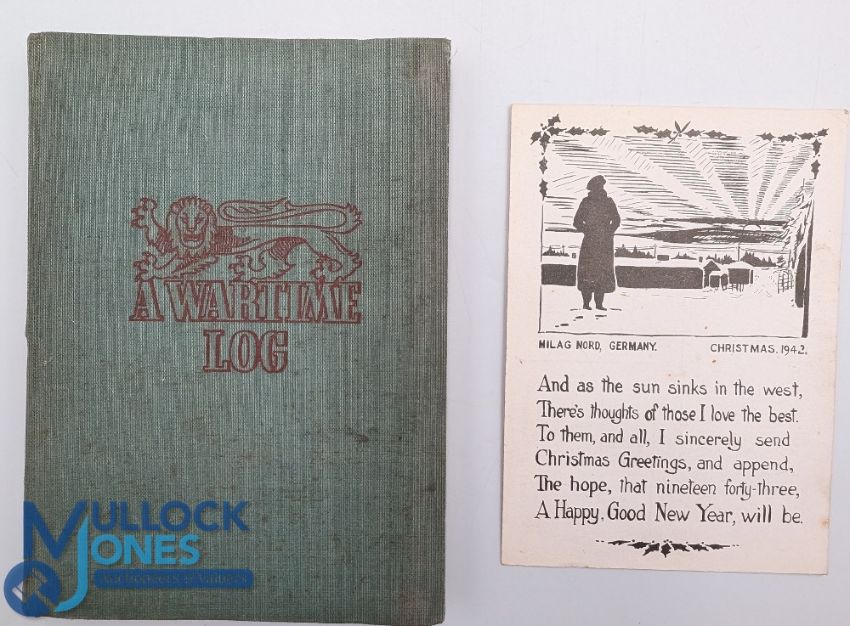 A WARTIME
LOG
MILAG NORD, GERMANY.
CHRISTMAS. 1942.
And as the sun sinks in the west,
There's thoughts of those I love the best.
To them, and all, I sincerely send
Christmas Greetings, and append,
The hope, that nineteen forty-three,
A Happy, Good New Year, will be.
MULLOCK
JONES
Auctioneers & Valuers